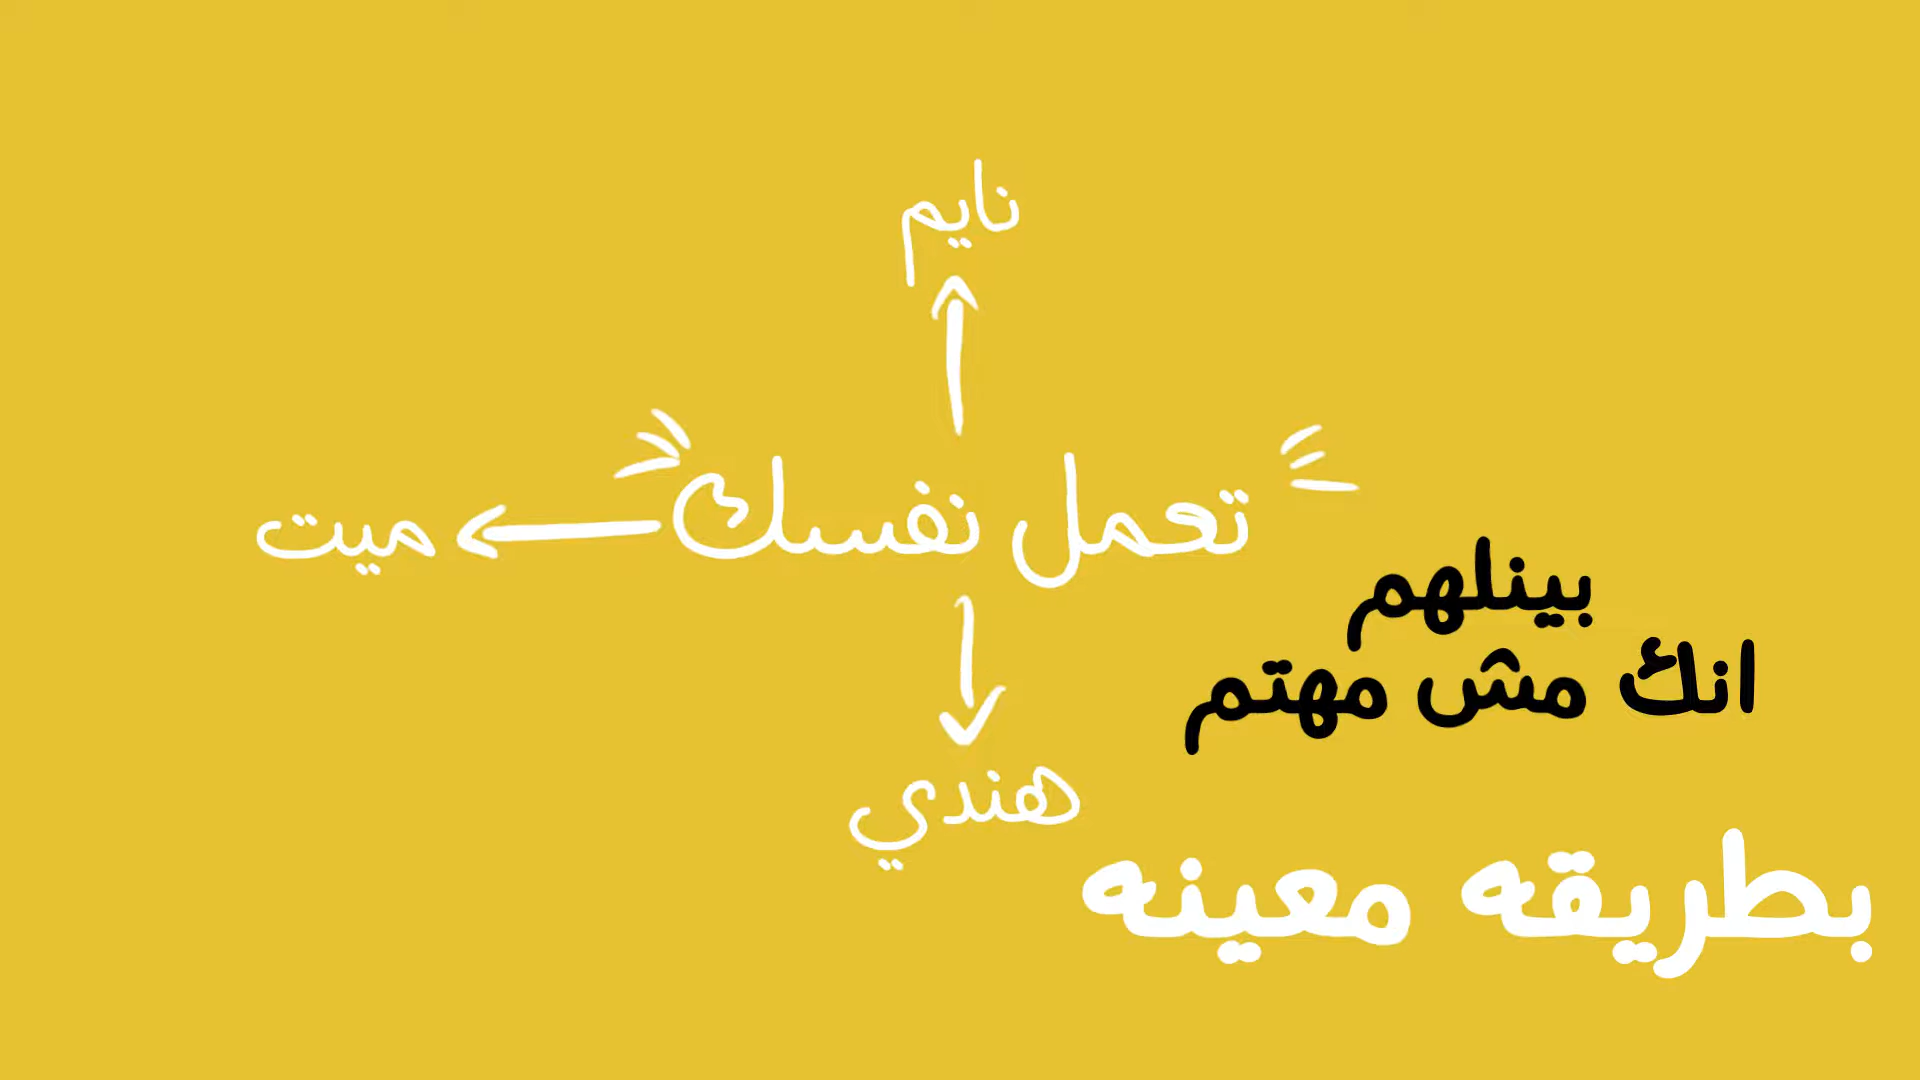 نايم
تعمل نفسك
ميت
هندي
بينلهم
انك مش مهتم
بطريقه معينه